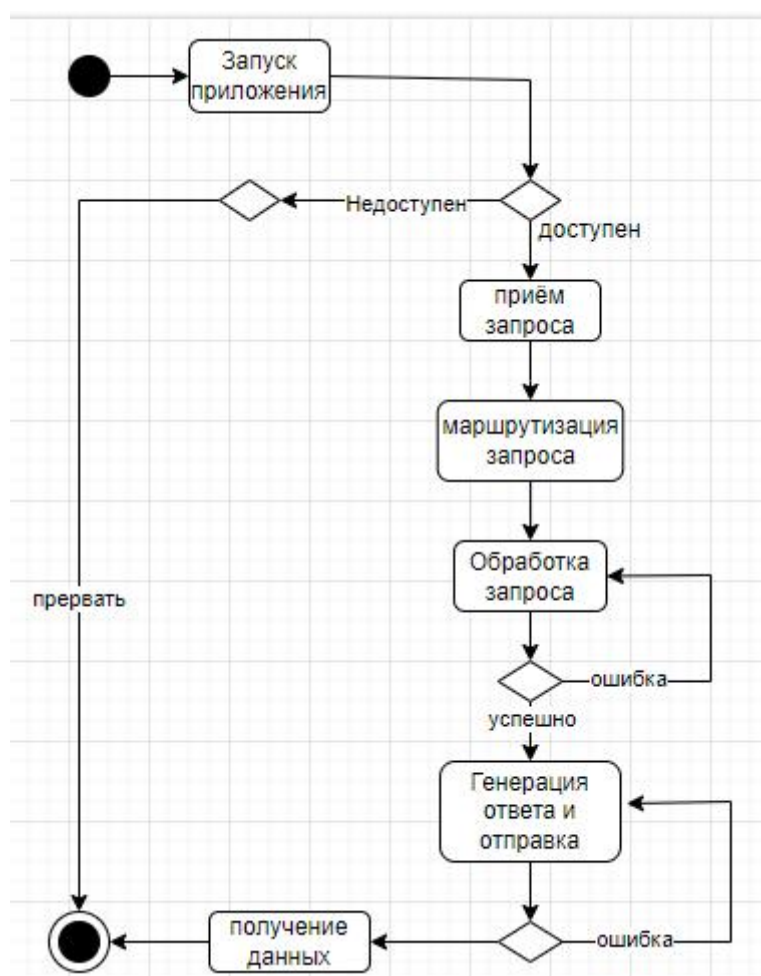 Запуск
приложения
Недоступен
доступен
приём
запроса
маршрутизация
запроса
Обработка
запроса
прервать
ошибка
успешно
Генерация
ответа и
отправка
получение
данных
ошибка